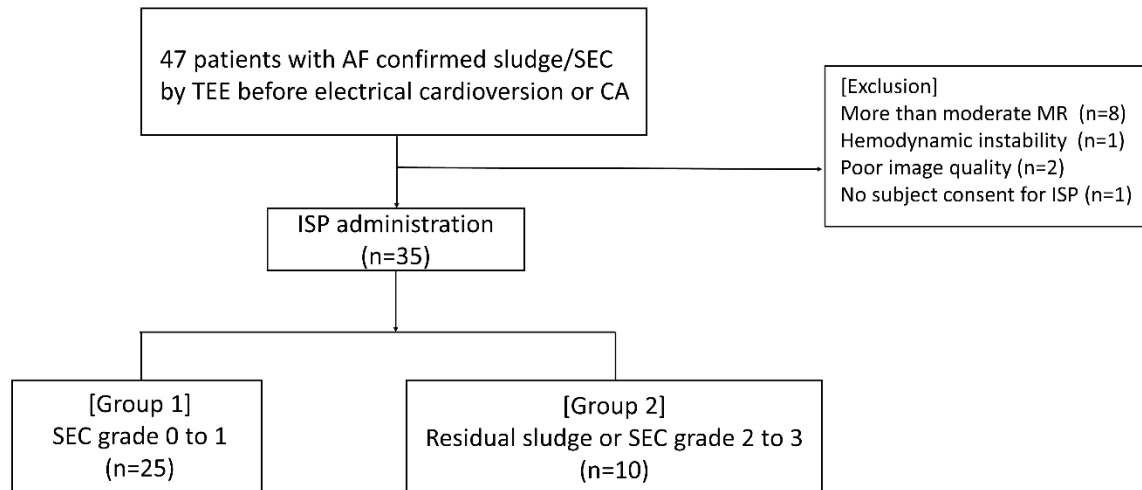 47 patients with AF confirmed sludge/SEC
by TEE before electrical cardioversion or CA
[Exclusion]
More than moderate MR (n=8)
Hemodynamic instability (n=1)
Poor image quality (n=2)
No subject consent for ISP (n=1)
ISP administration
(n=35)
[Group 1]
SEC grade 0 to 1
(n=25)
[Group 2]
Residual sludge or SEC grade 2 to 3
(n=10)